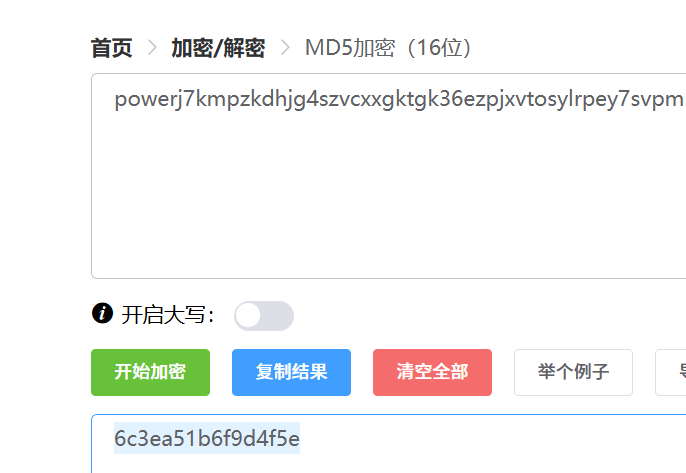 首页 > 加密/解密 > MD5加密（16位）
powerj7kmpzkdhjg4szvcxxgktgk36ezpjxvtosylrpey7svpm
开启大写：
开始加密 复制结果 清空全部 举个例子
6c3ea51b6f9d4f5e